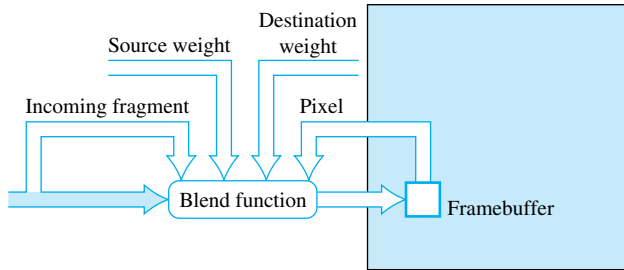 Destination
weight
Source weight
Incoming fragment
Pixel
Blend function
Framebuffer